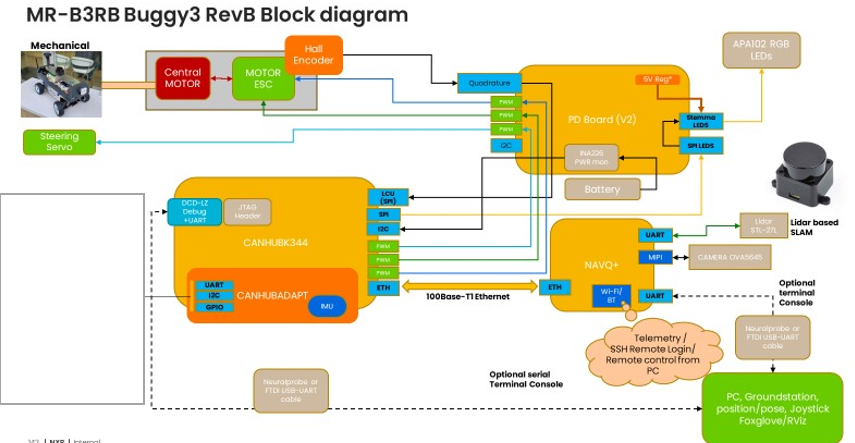 MR-B3RB Buggy3 RevB Block diagram
Mechanical
Central
MOTOR
MOTOR
ESC
Hall
Encoder
Steering
Servo
Quadrature
PWM
PWM
PWM
I2C
5V Reg*
PD Board (V2)
Stemma
LEDS
SPI LEDS
INA226
PWR mon
Battery
APA102 RGB
LEDs
DCD-LZ
Debug
+UART
JTAG
Header
CANHUBK344
LCU
(SPI)
SPI
I2C
PWM
PWM
PWM
ETH
UART
I2C
GPIO
CANHUBADAPT
IMU
100Base-T1 Ethernet
ETH
NAVQ+
UART
MIPI
UART
Wi-Fi/
BT
Lidar
STL-27L
Lidar based
SLAM
CAMERA OVA5645
Optional
terminal
Console
Neuralprobe or
FTDI USB-UART
cable
Telemetry /
SSH Remote Login/
Remote control from
PC
Optional serial
Terminal Console
Neuralprobe or
FTDI USB-UART
cable
PC, Groundstation,
position/pose, Joystick
Foxglove/RViz
| NXP | Internal